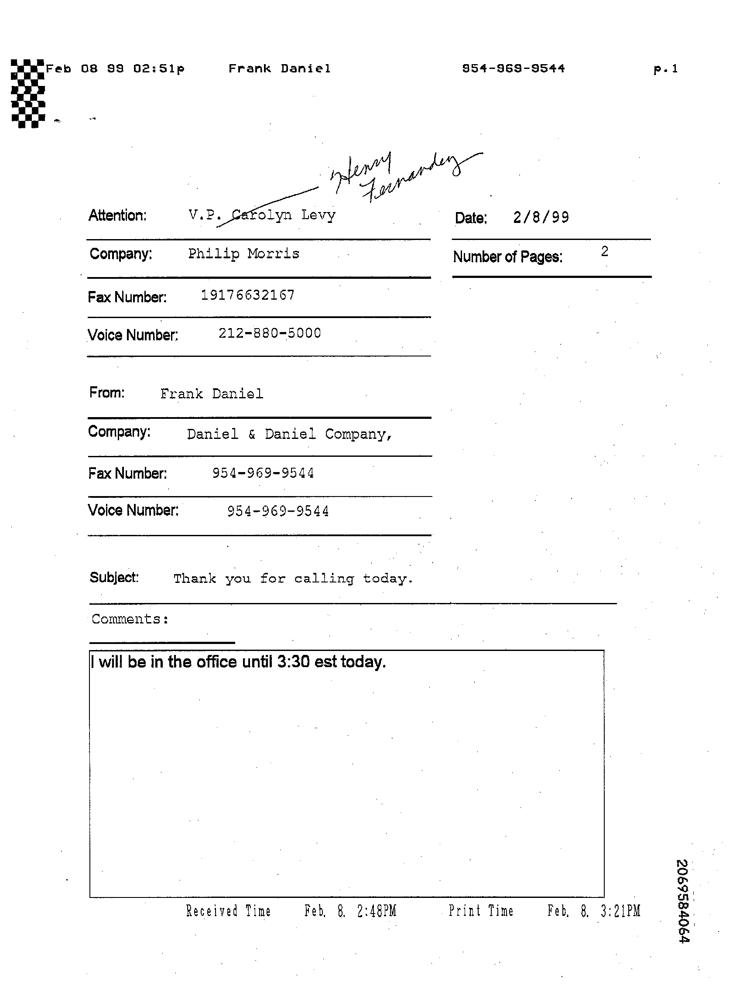 Feb 08 99 02:51p Frank Daniel 954-969-9544 p.1
Henry
Fernandez
Attention: V.P. Carolyn Levy
Date: 2/8/99
Company: Philip Morris
Number of Pages: 2
Fax Number: 19176632167
Voice Number: 212-880-5000
From: Frank Daniel
Company: Daniel & Daniel Company,
Fax Number: 954-969-9544
Voice Number: 954-969-9544
Subject: Thank you for calling today.
Comments:
I will be in the office until 3:30 est today.
Received Time Feb. 8. 2:48PM Print Time Feb. 8. 3:21PM
2069584064